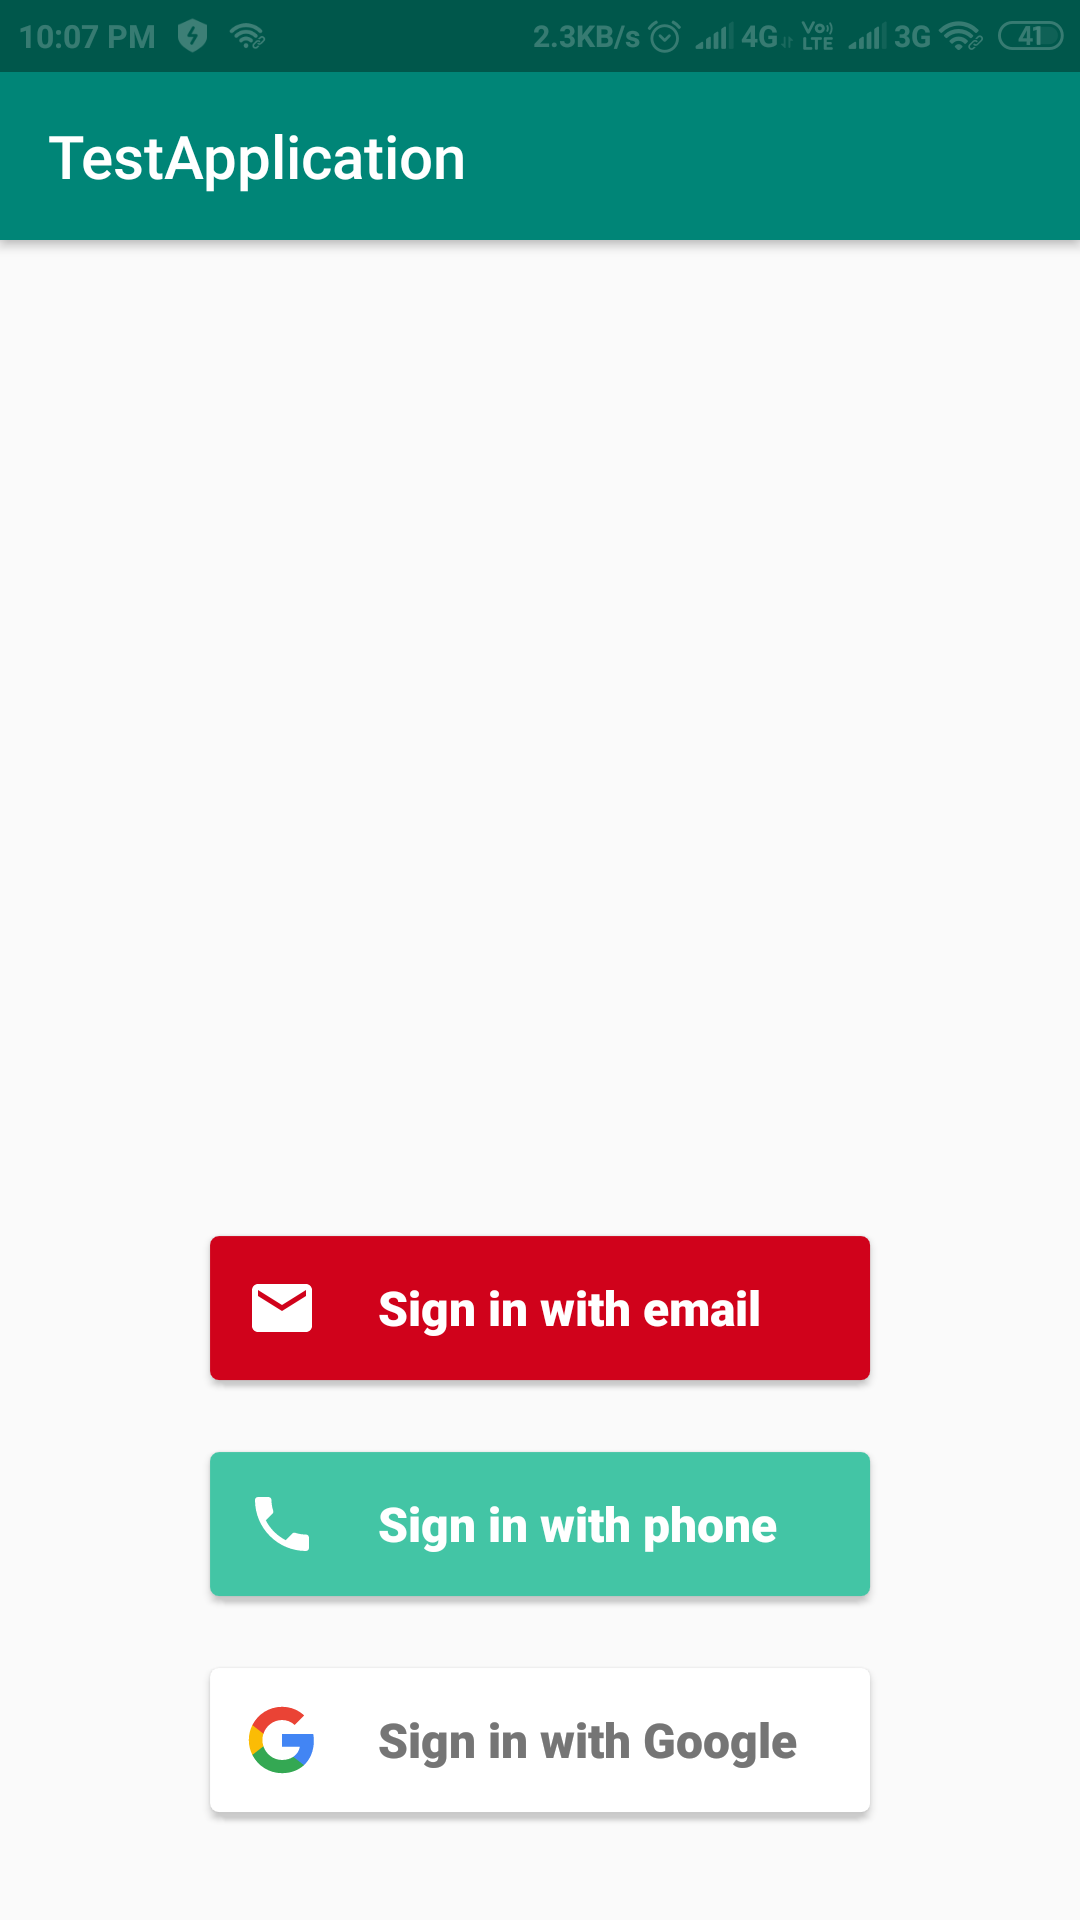 10:07 PM 2.3KB/s 4G Vo)) LTE 3G 41
TestApplication
Sign in with email
Sign in with phone
Sign in with Google